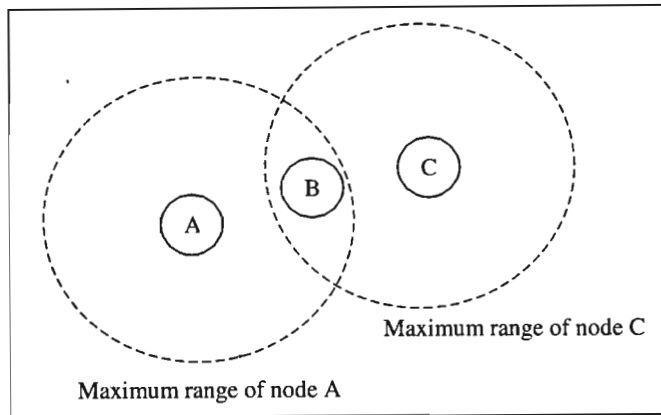 A
B
C
Maximum range of node C
Maximum range of node A